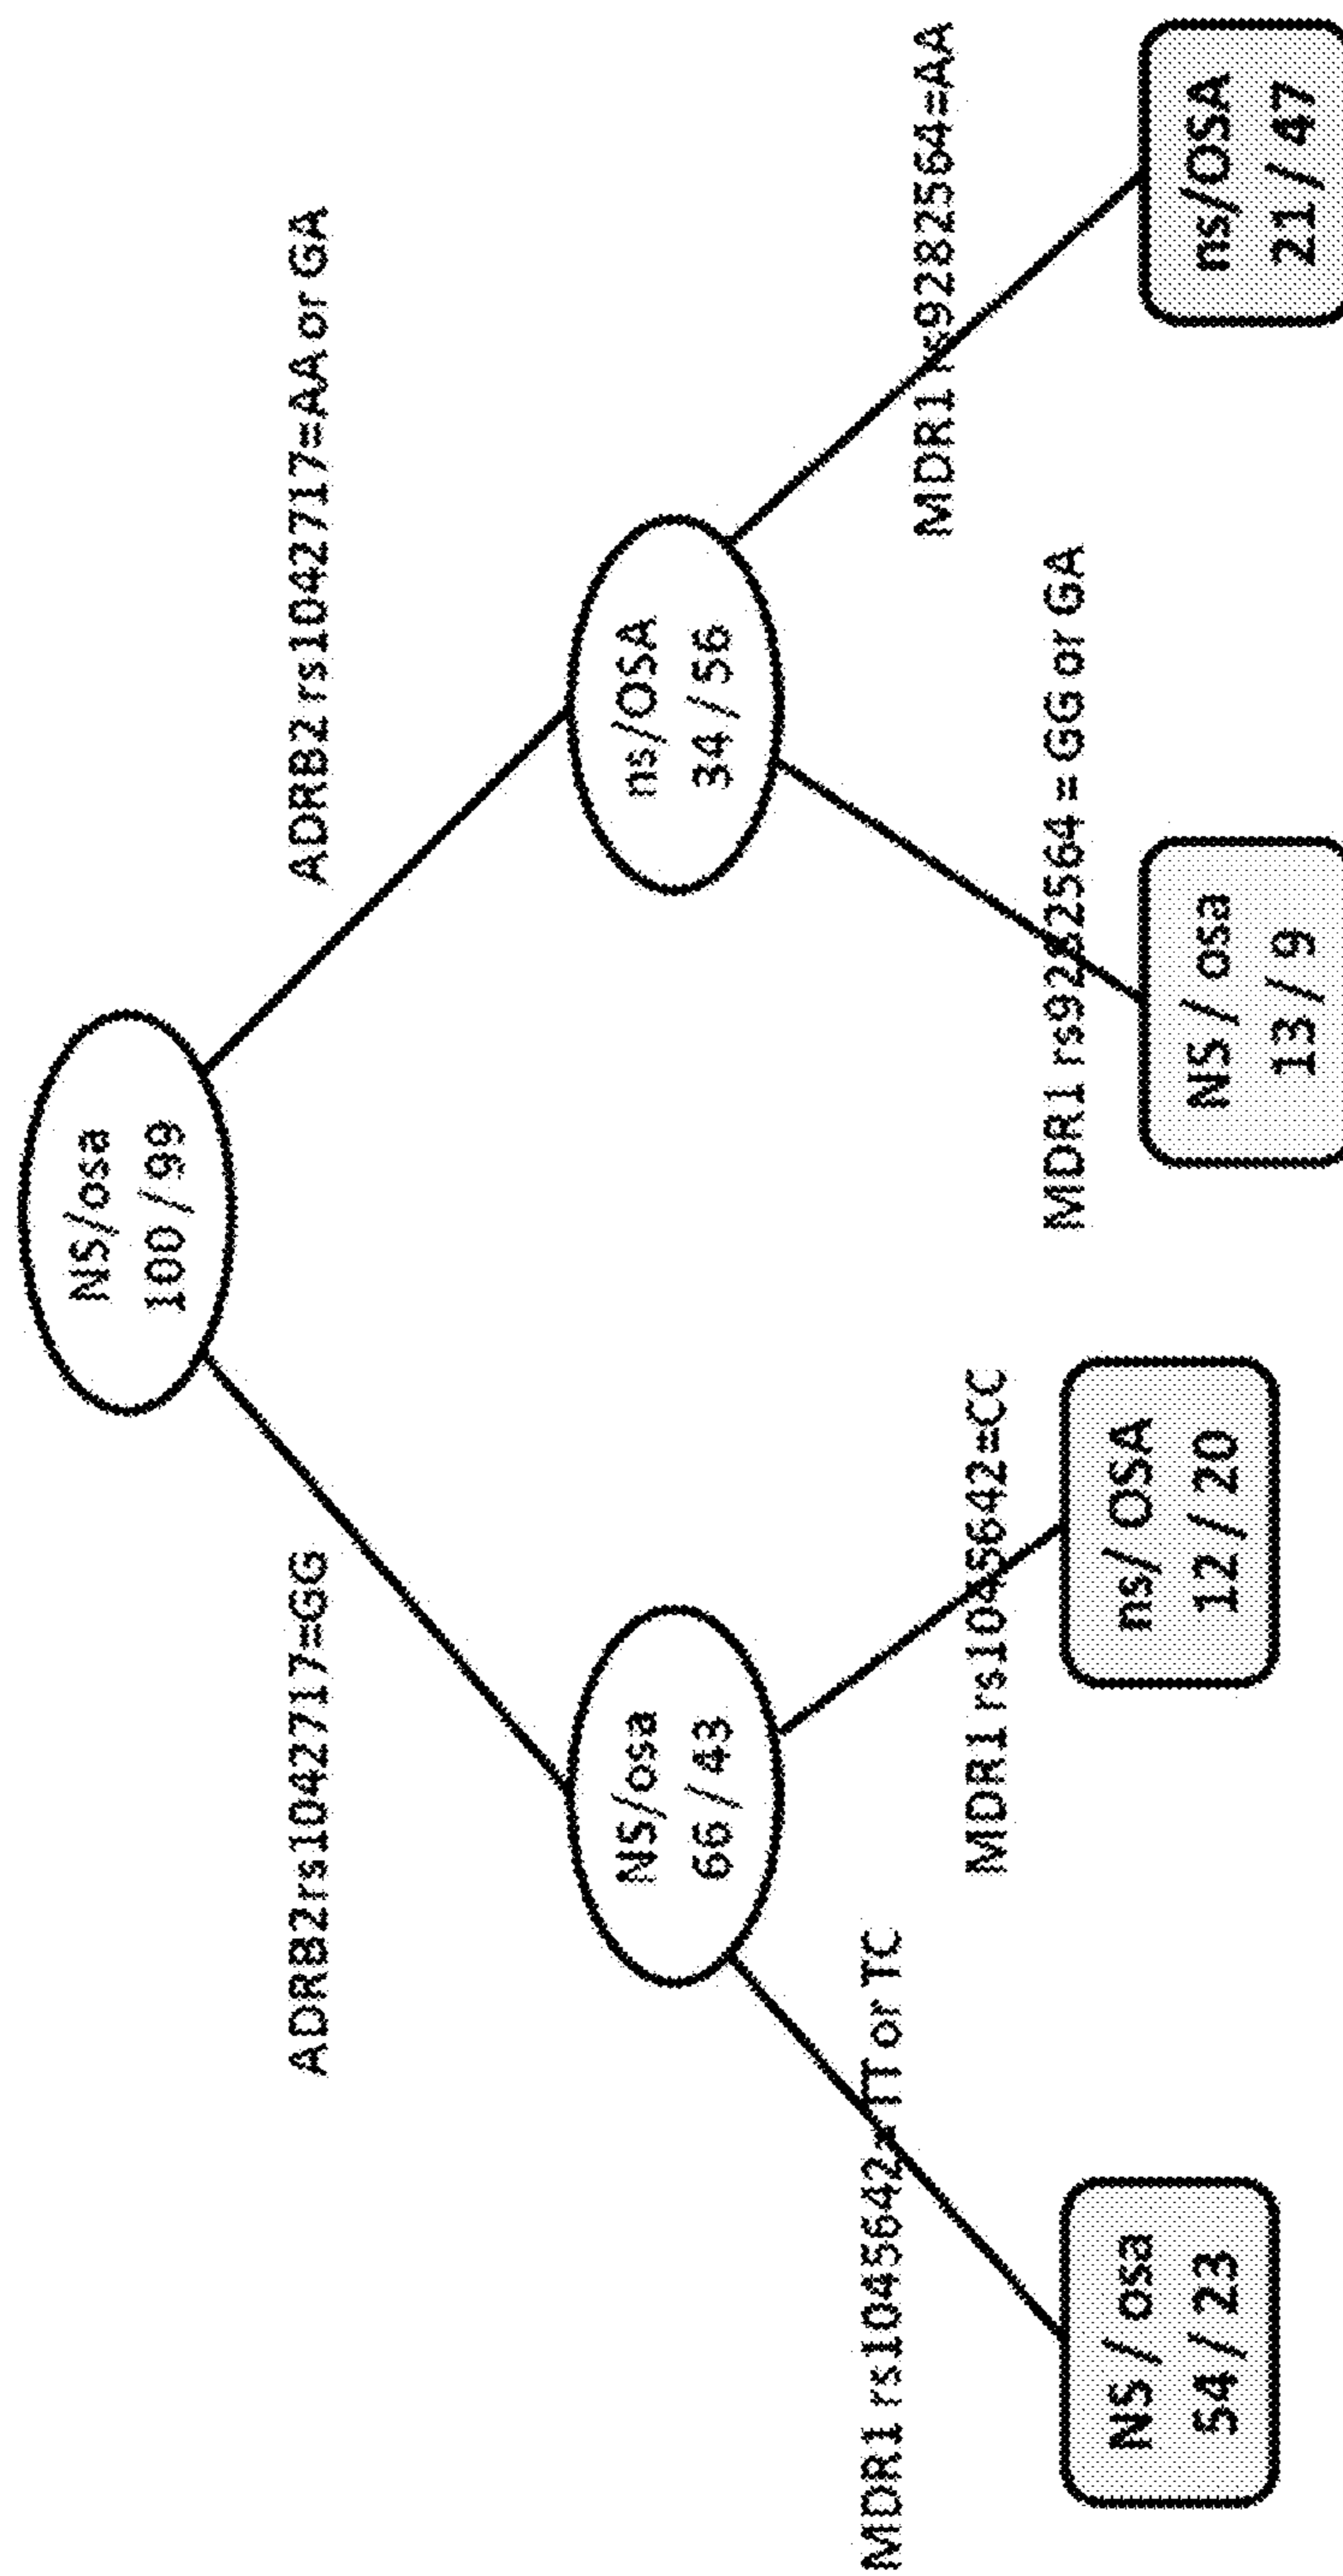 NS/osa
100 / 99
ADRB2rs1042717=GG
ADRB2 rs1042717=AA or GA
NS/osa
66 / 43
ns/OSA
34 / 56
MDR1 rs1045642= TT or TC
MDR1 rs1045642=CC
MDR1 rs9282564 = GG or GA
MDR1 rs9282564=AA
NS / osa
54 / 23
ns/ OSA
12 / 20
NS / osa
13 / 9
ns/OSA
21 / 47